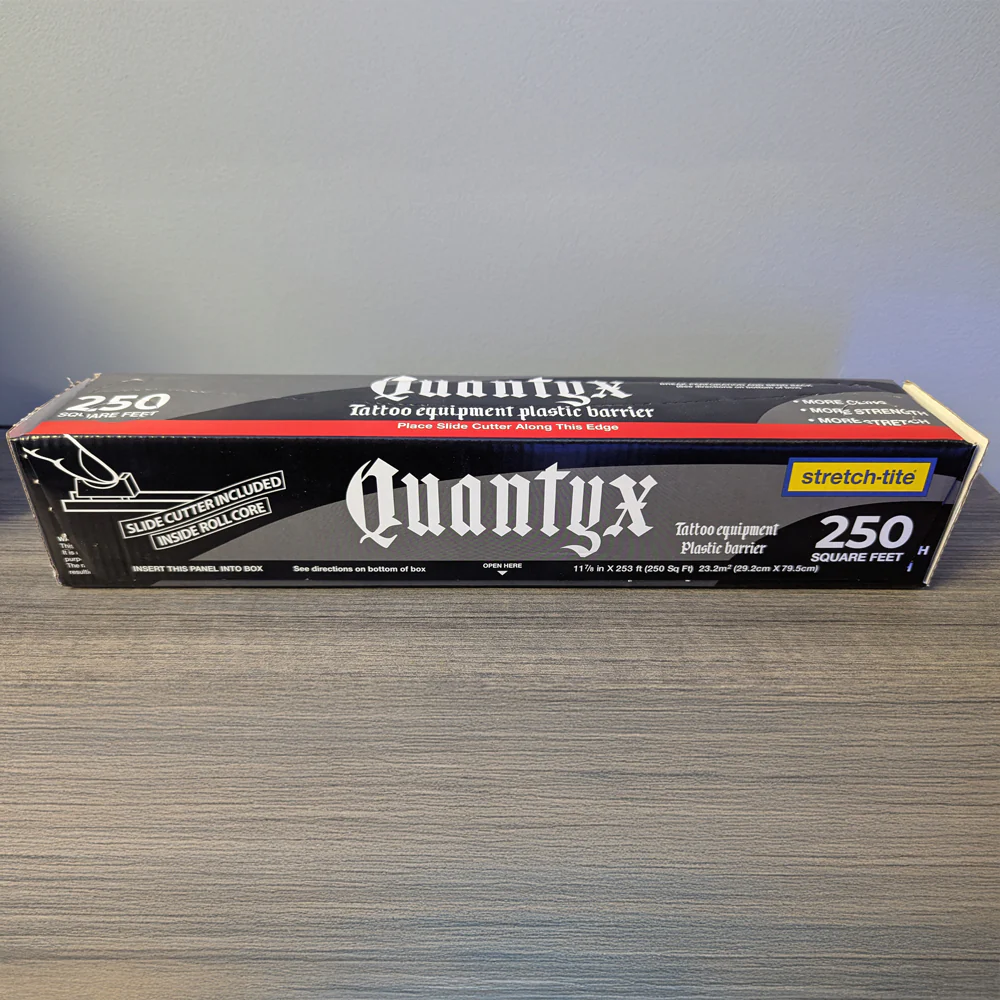 Quantyx
250
SQUARE FEET
Tattoo equipment plastic barrier
• MORE CLING
• MORE STRENGTH
• MORE STRETCH
Place Slide Cutter Along This Edge
SLIDE CUTTER INCLUDED
INSIDE ROLL CORE
Quantyx
Tattoo equipment
Plastic barrier
stretch-tite®
250
SQUARE FEET
H
INSERT THIS PANEL INTO BOX
See directions on bottom of box
OPEN HERE
11⅞ in X 253 ft (250 Sq Ft) 23.2m² (29.2cm X 79.5cm)